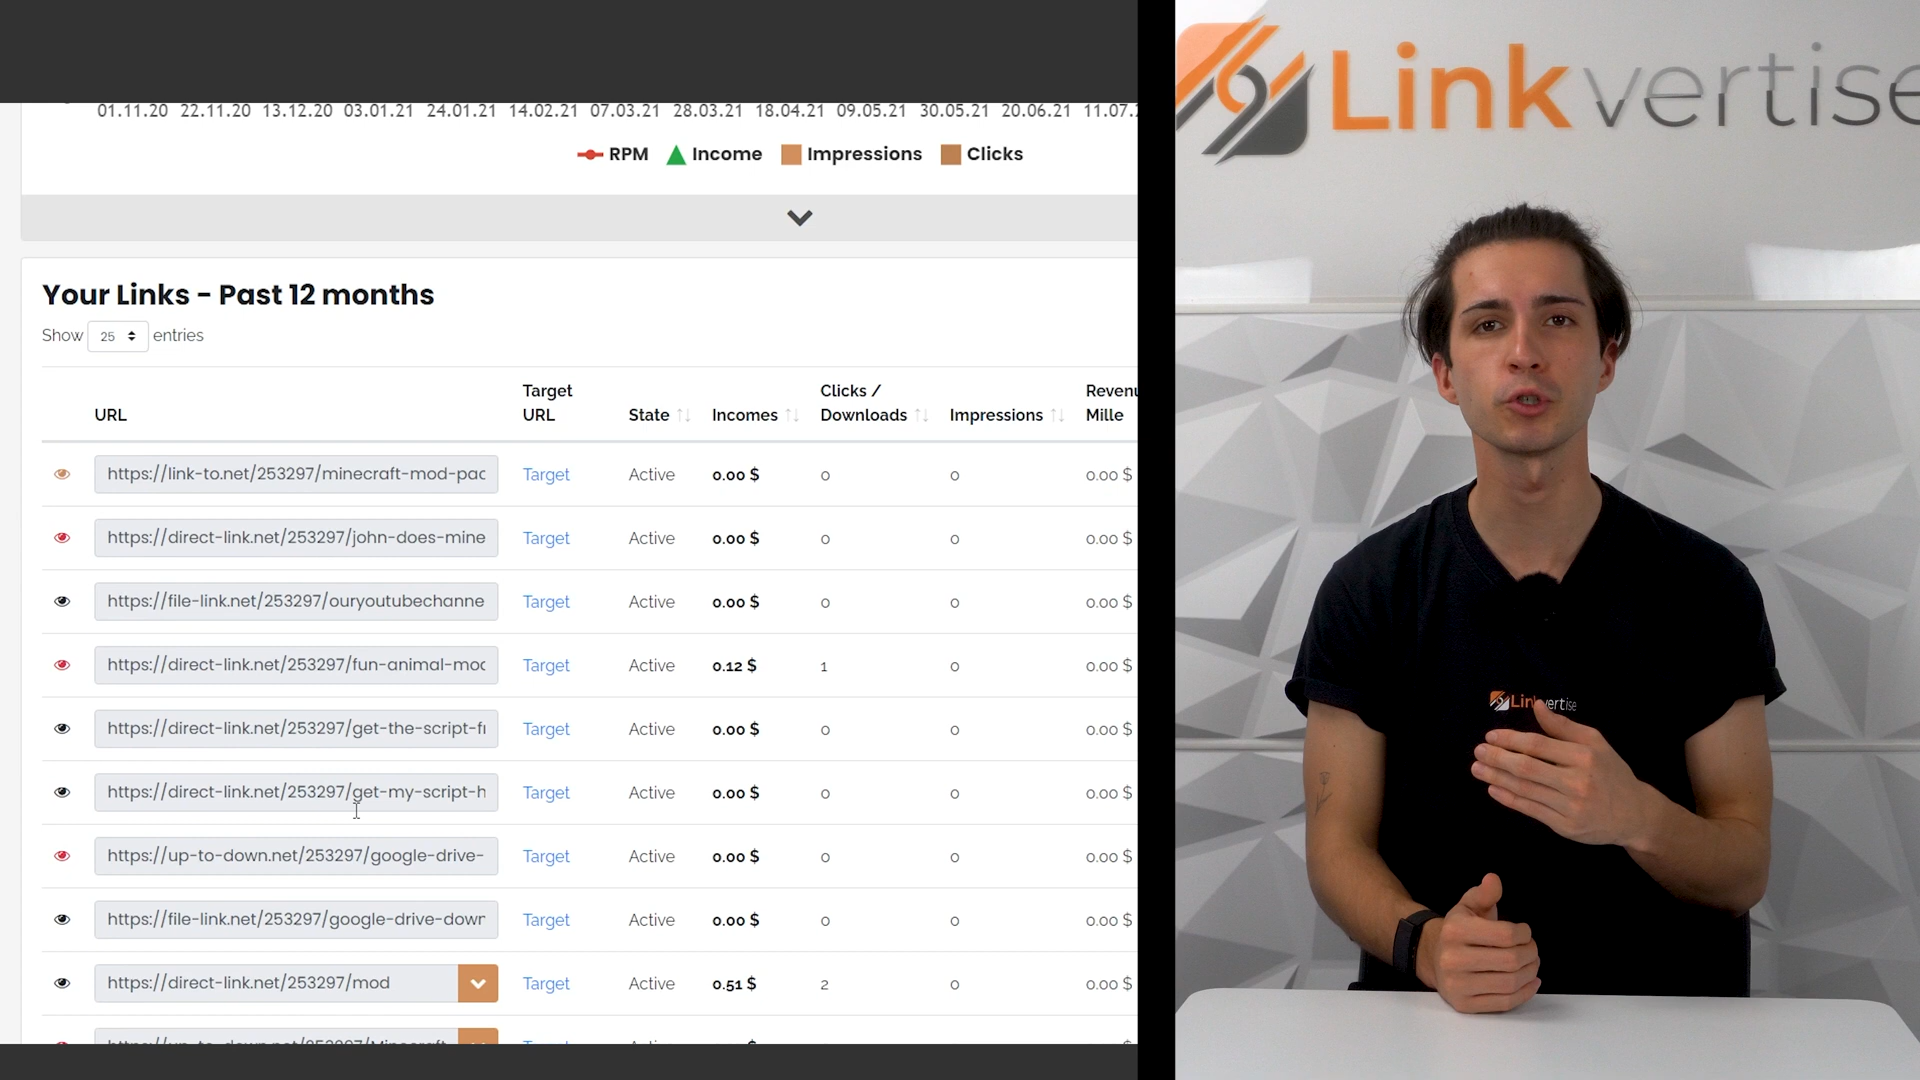 01.11.20 22.11.20 13.12.20 03.01.21 24.01.21 14.02.21 07.03.21 28.03.21 18.04.21 09.05.21 30.05.21 20.06.21 11.07.
RPM Income Impressions Clicks
Your Links - Past 12 months
Show 25 entries
URL Target URL State Incomes Clicks / Downloads Impressions Revenu Mille
https://link-to.net/253297/minecraft-mod-pac Target Active 0.00 $ 0 0 0.00 $
https://direct-link.net/253297/john-does-mine Target Active 0.00 $ 0 0 0.00 $
https://file-link.net/253297/ouryoutubechanne Target Active 0.00 $ 0 0 0.00 $
https://direct-link.net/253297/fun-animal-moc Target Active 0.12 $ 1 0 0.00 $
https://direct-link.net/253297/get-the-script-fr Target Active 0.00 $ 0 0 0.00 $
https://direct-link.net/253297/get-my-script-h Target Active 0.00 $ 0 0 0.00 $
https://up-to-down.net/253297/google-drive- Target Active 0.00 $ 0 0 0.00 $
https://file-link.net/253297/google-drive-down Target Active 0.00 $ 0 0 0.00 $
https://direct-link.net/253297/mod Target Active 0.51 $ 2 0 0.00 $
Linkvertise
Linkvertise